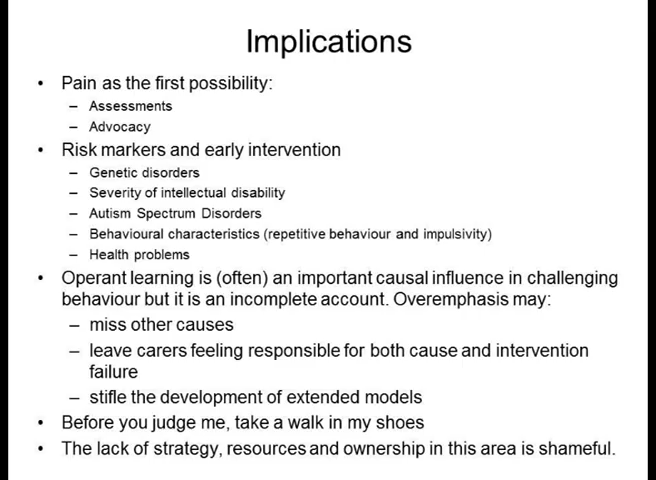 Implications
• Pain as the first possibility:
– Assessments
– Advocacy
• Risk markers and early intervention
– Genetic disorders
– Severity of intellectual disability
– Autism Spectrum Disorders
– Behavioural characteristics (repetitive behaviour and impulsivity)
– Health problems
• Operant learning is (often) an important causal influence in challenging
behaviour but it is an incomplete account. Overemphasis may:
– miss other causes
– leave carers feeling responsible for both cause and intervention
failure
– stifle the development of extended models
• Before you judge me, take a walk in my shoes
• The lack of strategy, resources and ownership in this area is shameful.